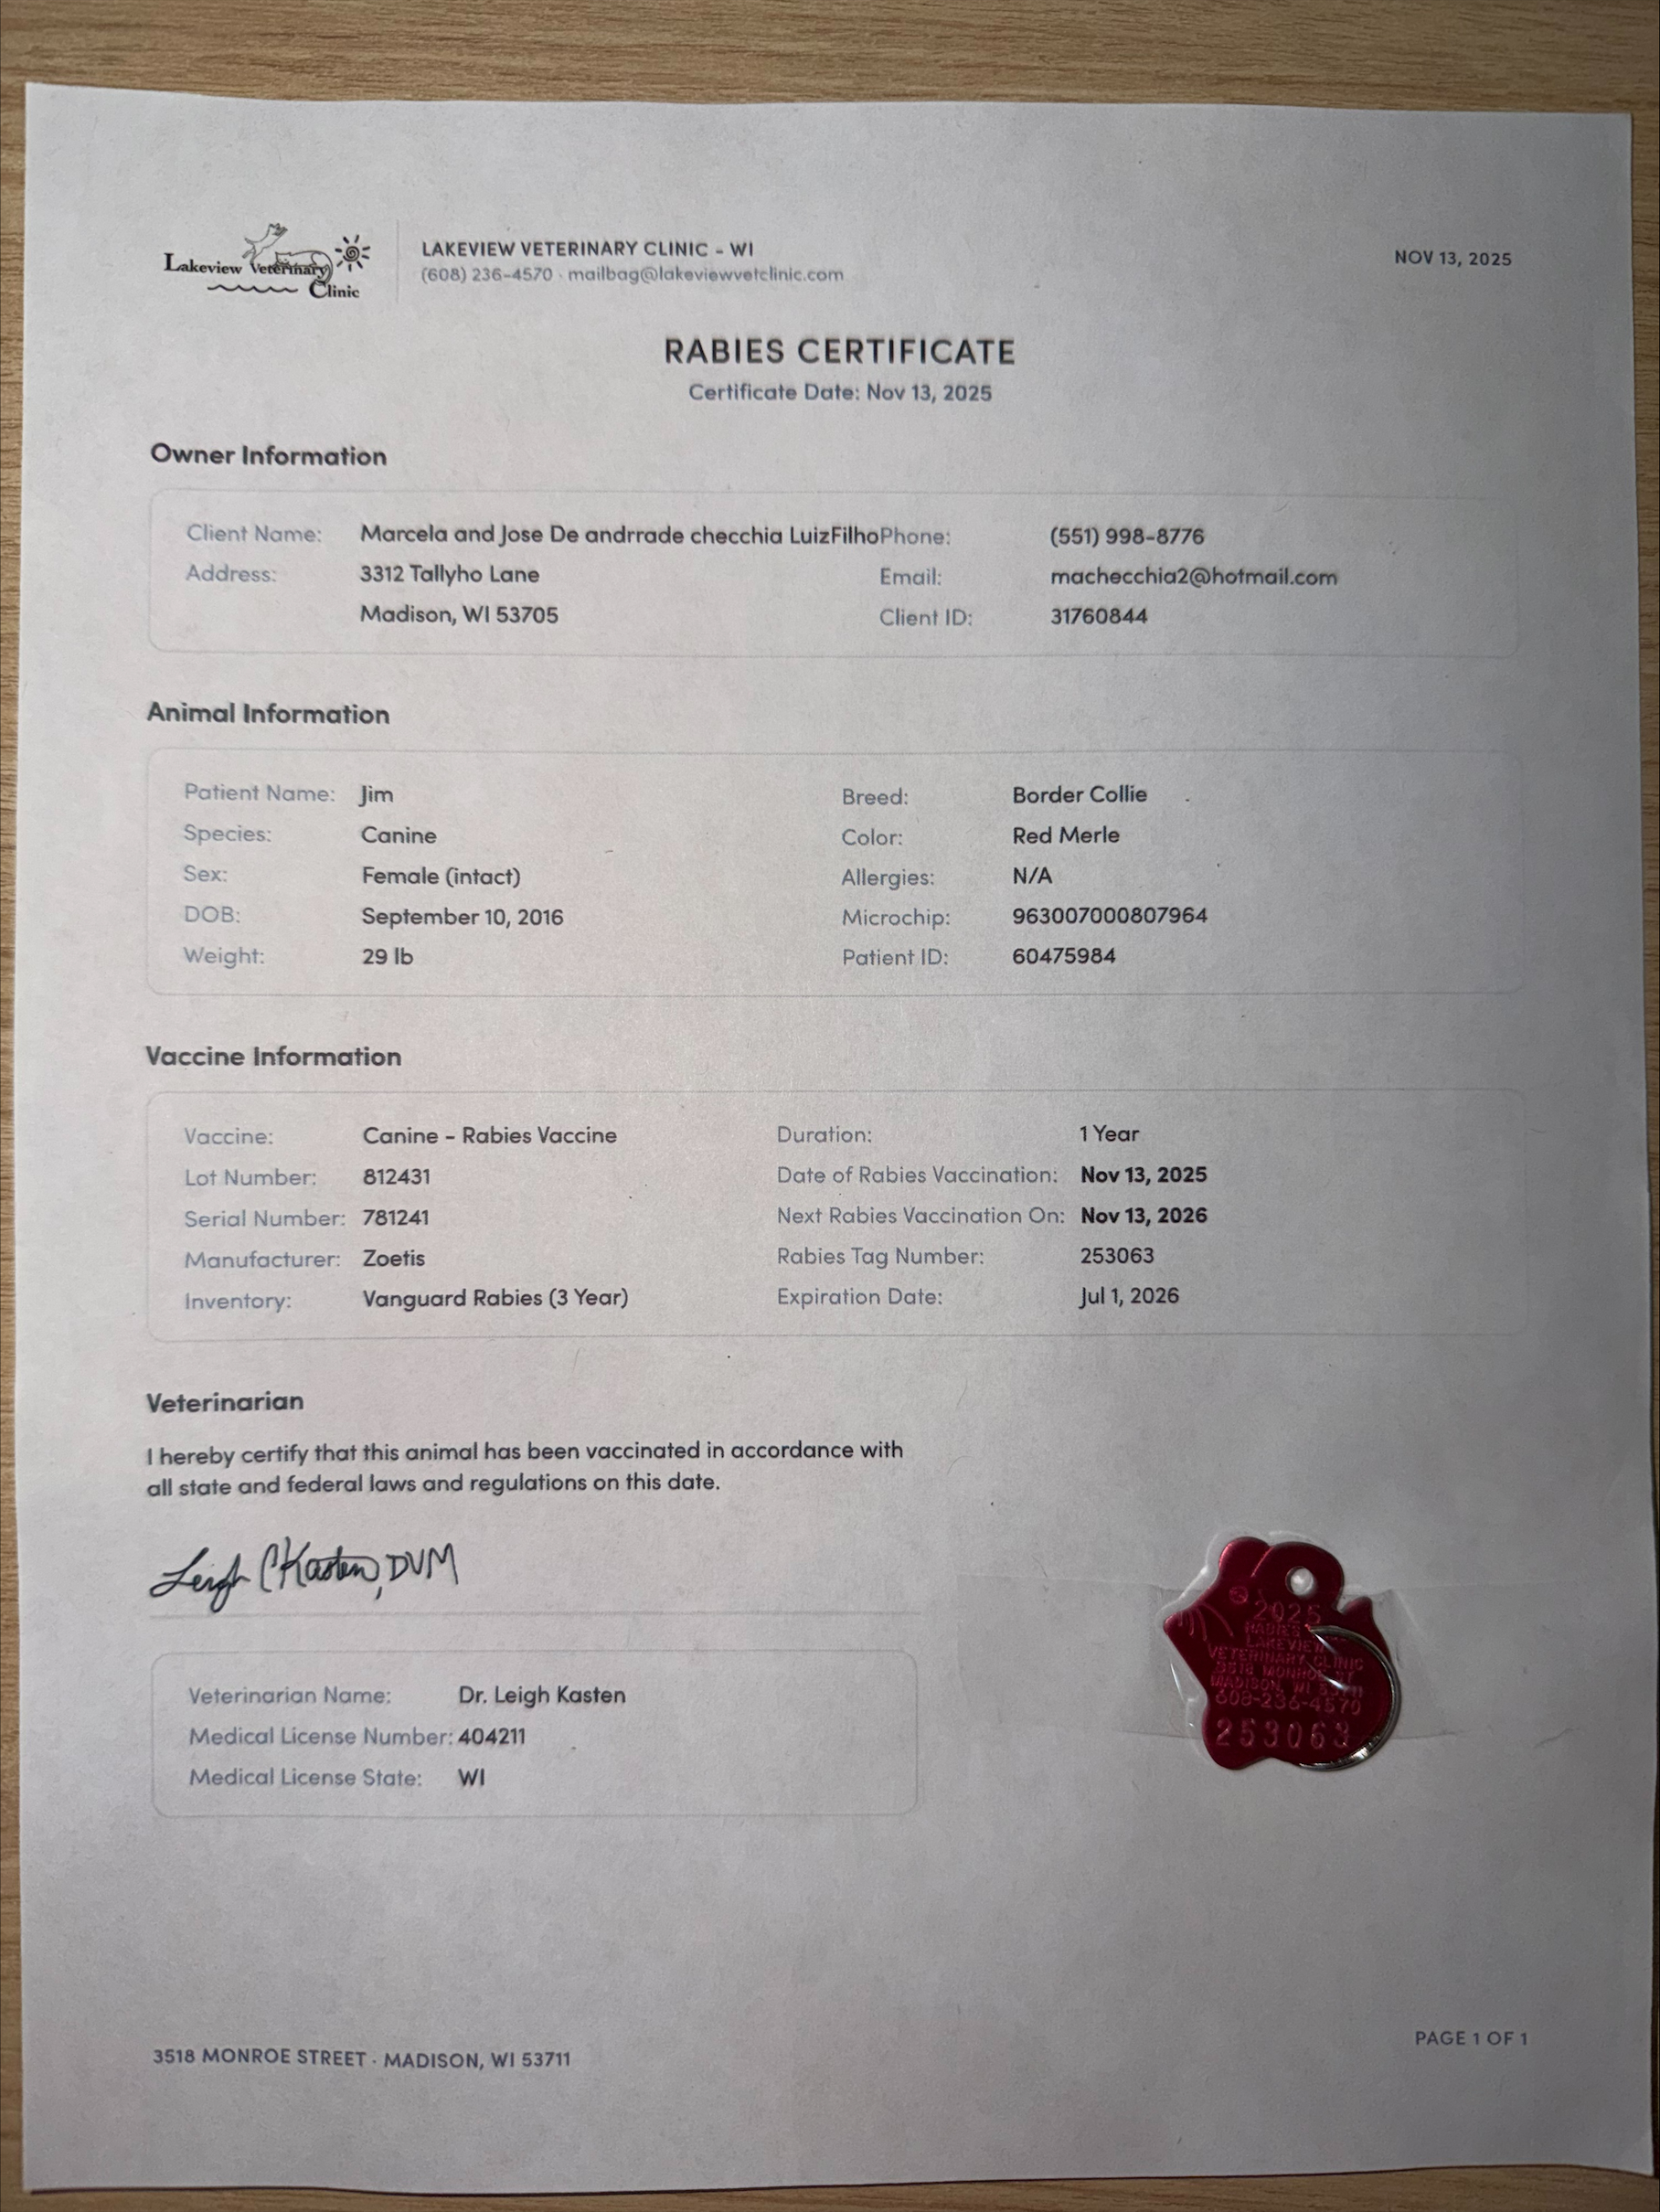 Lakeview Veterinary Clinic
LAKEVIEW VETERINARY CLINIC - WI
(608) 236-4570 · mailbag@lakeviewvetclinic.com
NOV 13, 2025
RABIES CERTIFICATE
Certificate Date: Nov 13, 2025
Owner Information
Client Name: Marcela and Jose De andrrade checchia LuizFilhoPhone: (551) 998-8776
Address: 3312 Tallyho Lane Email: machecchia2@hotmail.com
Madison, WI 53705 Client ID: 31760844
Animal Information
Patient Name: Jim Breed: Border Collie
Species: Canine Color: Red Merle
Sex: Female (intact) Allergies: N/A
DOB: September 10, 2016 Microchip: 963007000807964
Weight: 29 lb Patient ID: 60475984
Vaccine Information
Vaccine: Canine - Rabies Vaccine Duration: 1 Year
Lot Number: 812431 Date of Rabies Vaccination: Nov 13, 2025
Serial Number: 781241 Next Rabies Vaccination On: Nov 13, 2026
Manufacturer: Zoetis Rabies Tag Number: 253063
Inventory: Vanguard Rabies (3 Year) Expiration Date: Jul 1, 2026
Veterinarian
I hereby certify that this animal has been vaccinated in accordance with
all state and federal laws and regulations on this date.
Leigh C Kasten, DVM
Veterinarian Name: Dr. Leigh Kasten
Medical License Number: 404211
Medical License State: WI
2025
RABIES
LAKEVIEW
VETERINARY CLINIC
3518 MONROE ST
MADISON, WI
608-236-4570
253063
3518 MONROE STREET · MADISON, WI 53711
PAGE 1 OF 1